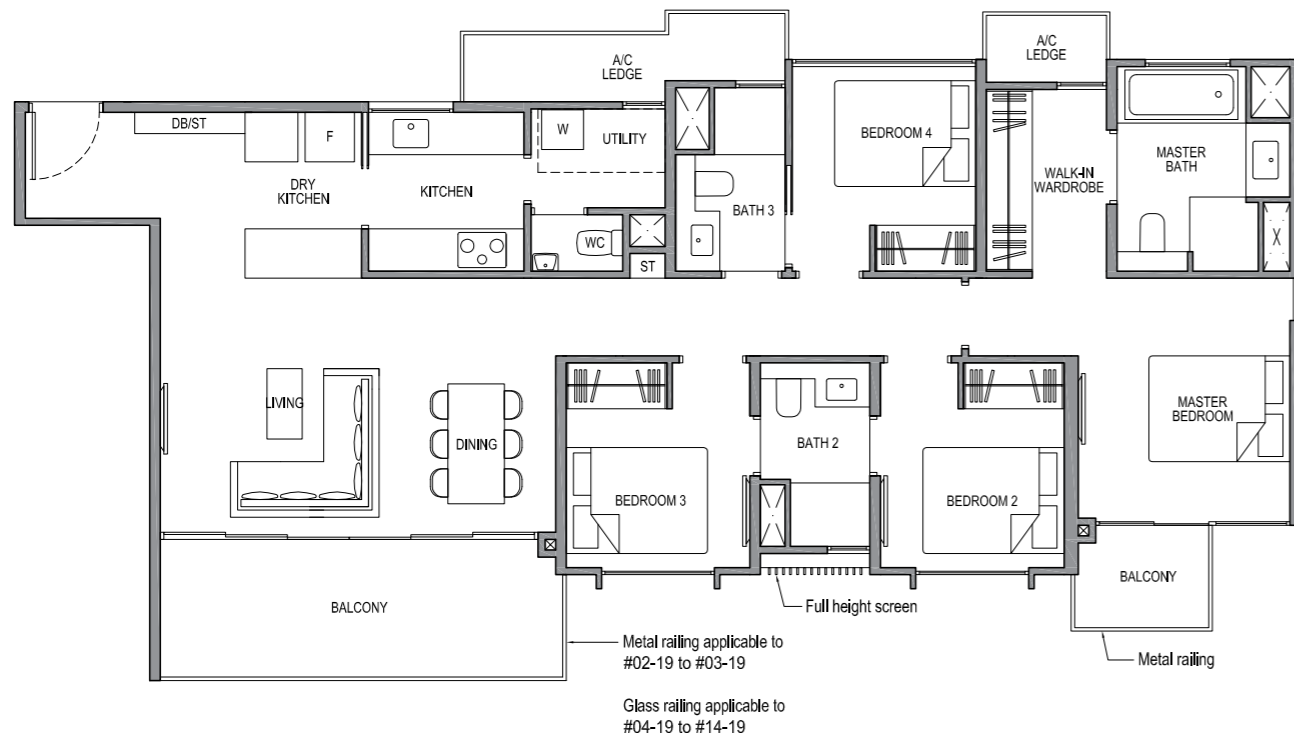 A/C
LEDGE
A/C
LEDGE
DB/ST
F
W
UTILITY
BEDROOM 4
DRY
KITCHEN
KITCHEN
WALK-IN
WARDROBE
MASTER
BATH
BATH 3
WC
ST
LIVING
DINING
BATH 2
MASTER
BEDROOM
BEDROOM 3
BEDROOM 2
BALCONY
BALCONY
Full height screen
Metal railing applicable to
#02-19 to #03-19
Metal railing
Glass railing applicable to
#04-19 to #14-19